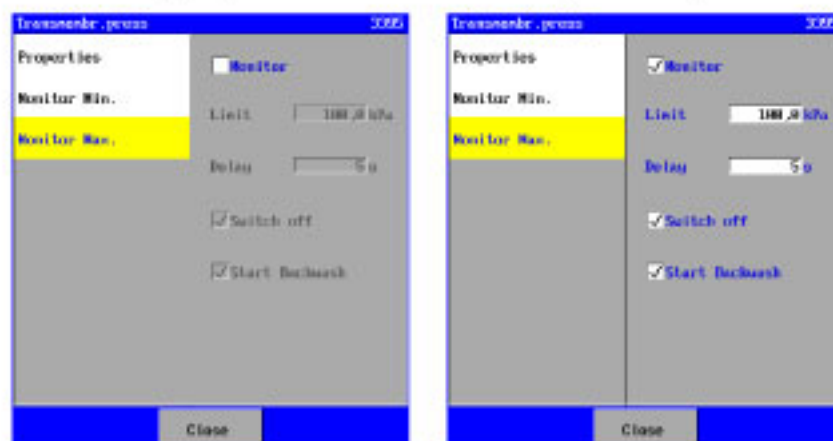 Transmembr.press 3395
Properties
Monitor Min.
Monitor Max.
Monitor
Limit 100,0 kPa
Delay 5 s
Switch off
Start Backwash
Close
Transmembr.press 3395
Properties
Monitor Min.
Monitor Max.
Monitor
Limit 100,0 kPa
Delay 5 s
Switch off
Start Backwash
Close